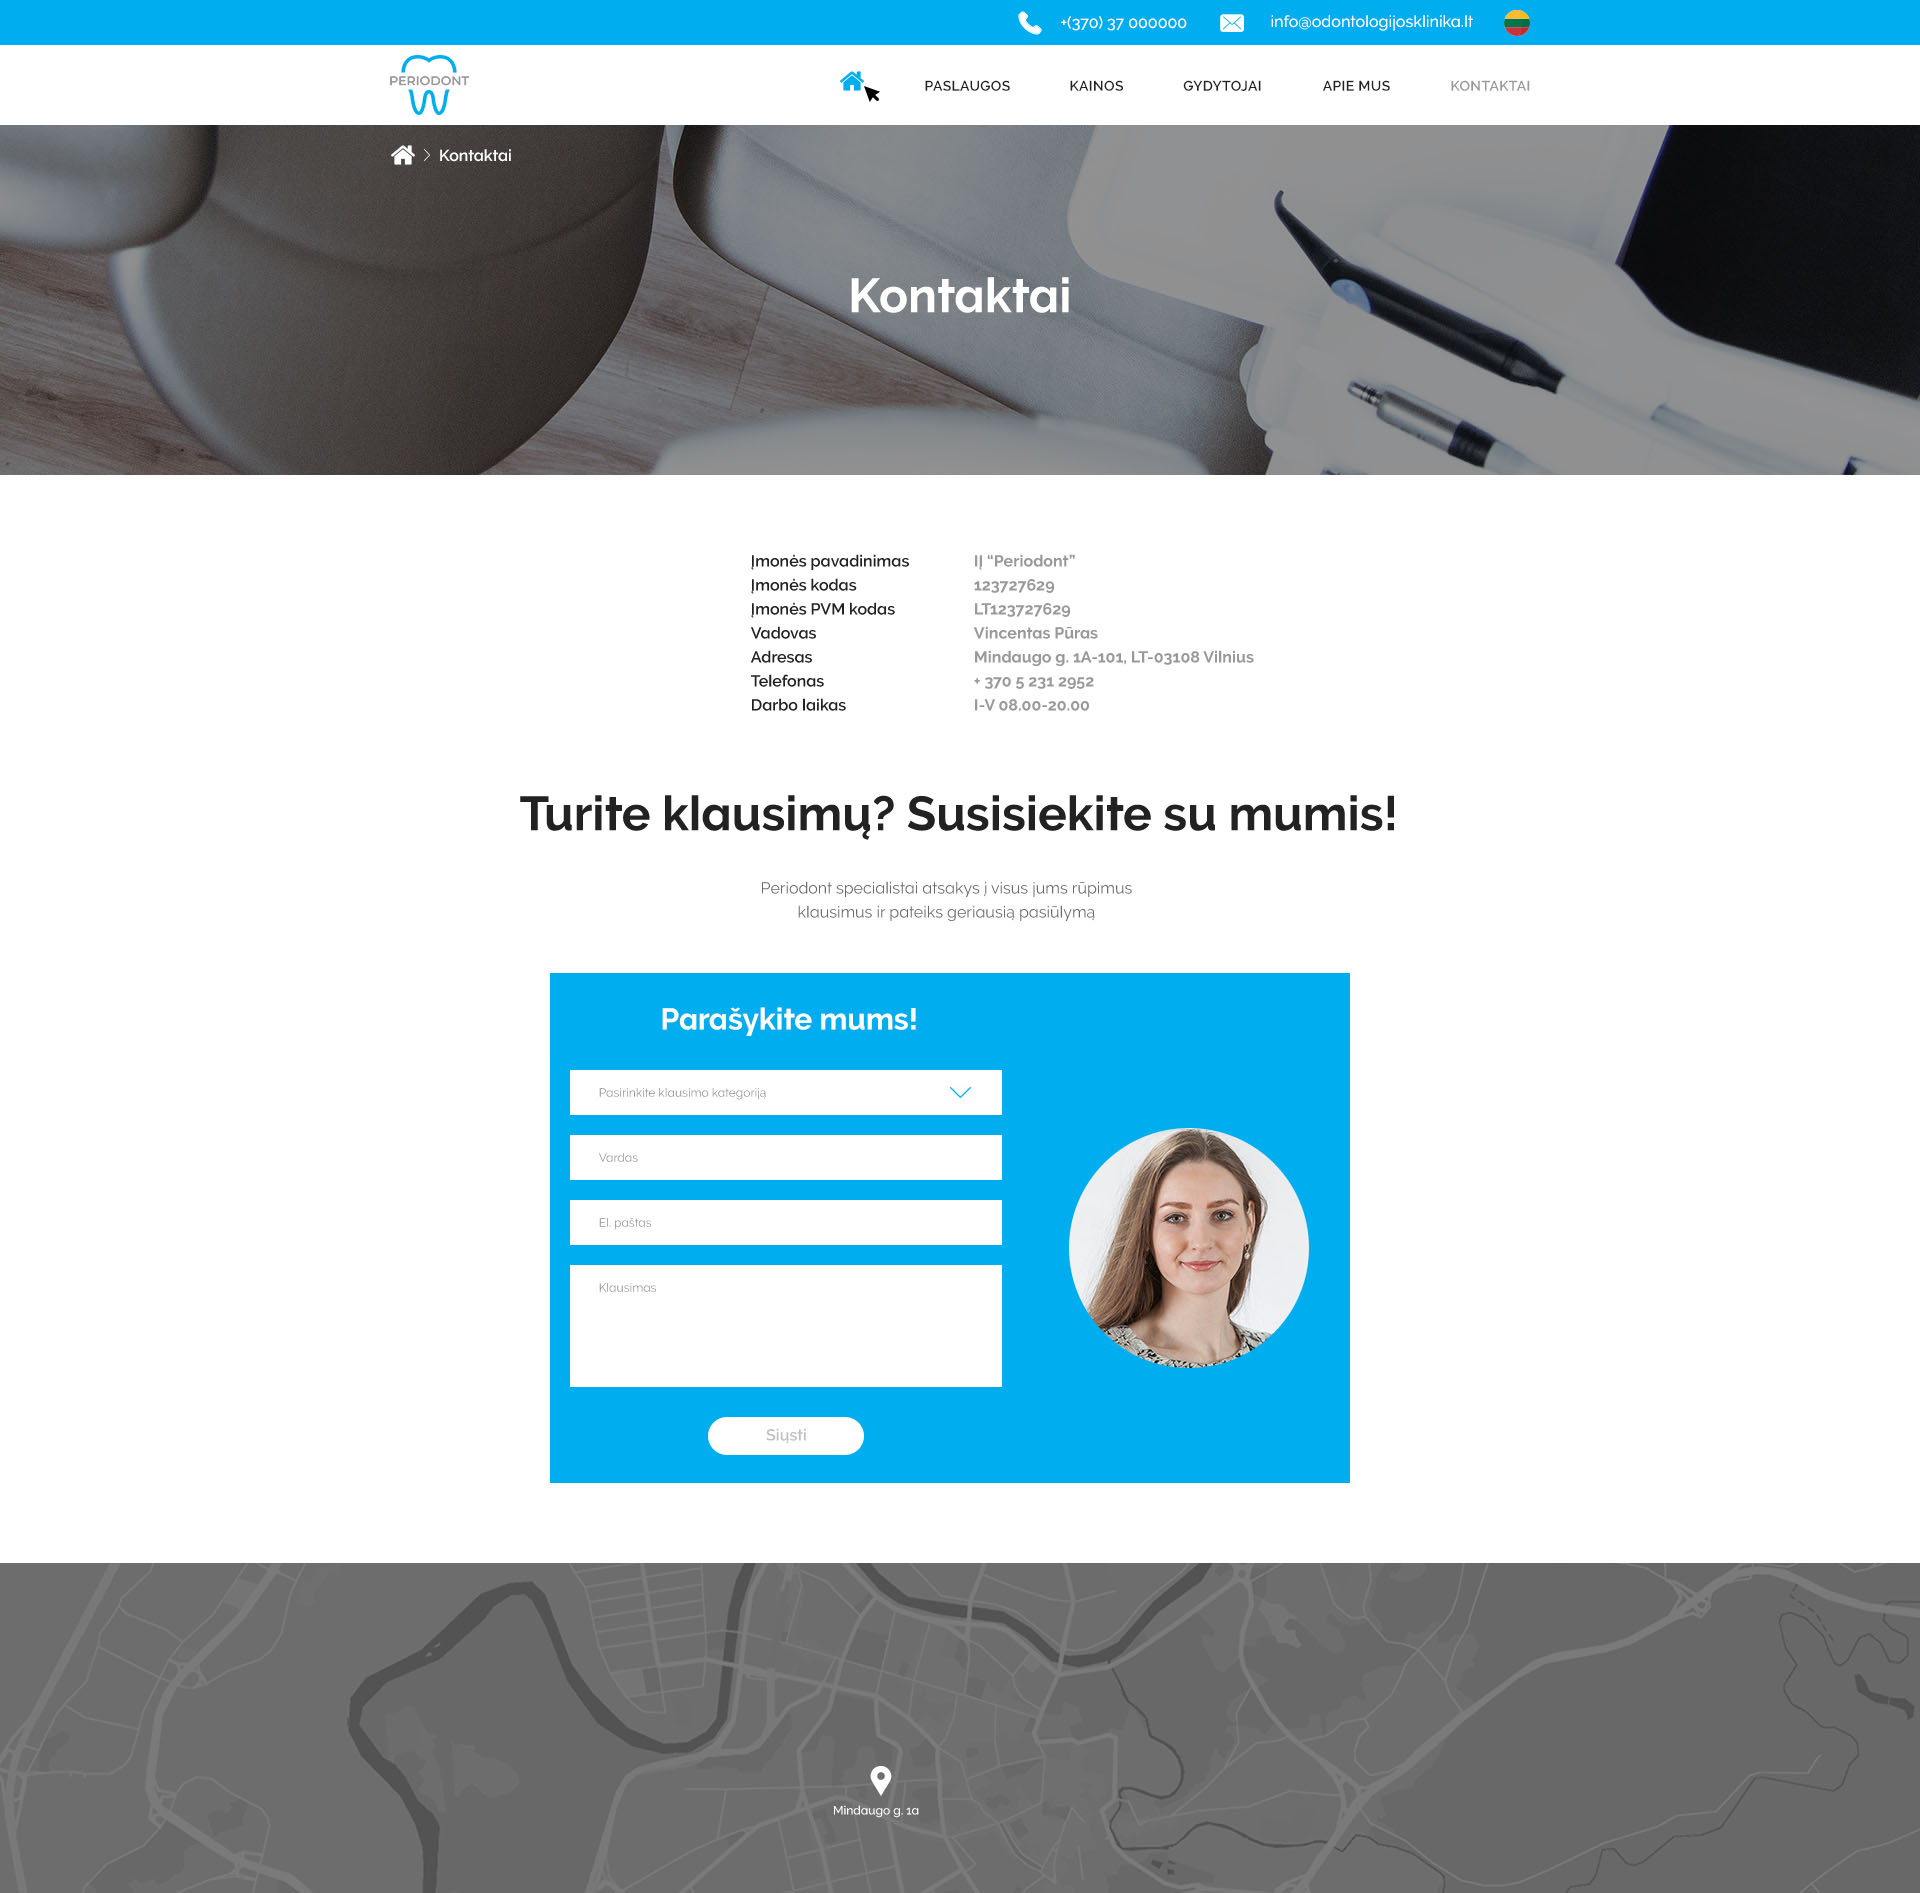 +(370) 37 000000
info@odontologijosklinika.lt
PERIODONT
PASLAUGOS
KAINOS
GYDYTOJAI
APIE MUS
KONTAKTAI
Kontaktai
Kontaktai
Įmonės pavadinimas IĮ “Periodont”
Įmonės kodas 123727629
Įmonės PVM kodas LT123727629
Vadovas Vincentas Pūras
Adresas Mindaugo g. 1A-101, LT-03108 Vilnius
Telefonas + 370 5 231 2952
Darbo laikas I-V 08.00-20.00
Turite klausimų? Susisiekite su mumis!
Periodont specialistai atsakys į visus jums rūpimus
klausimus ir pateiks geriausią pasiūlymą
Parašykite mums!
Pasirinkite klausimo kategoriją
Vardas
El. paštas
Klausimas
Siųsti
Mindaugo g. 1a